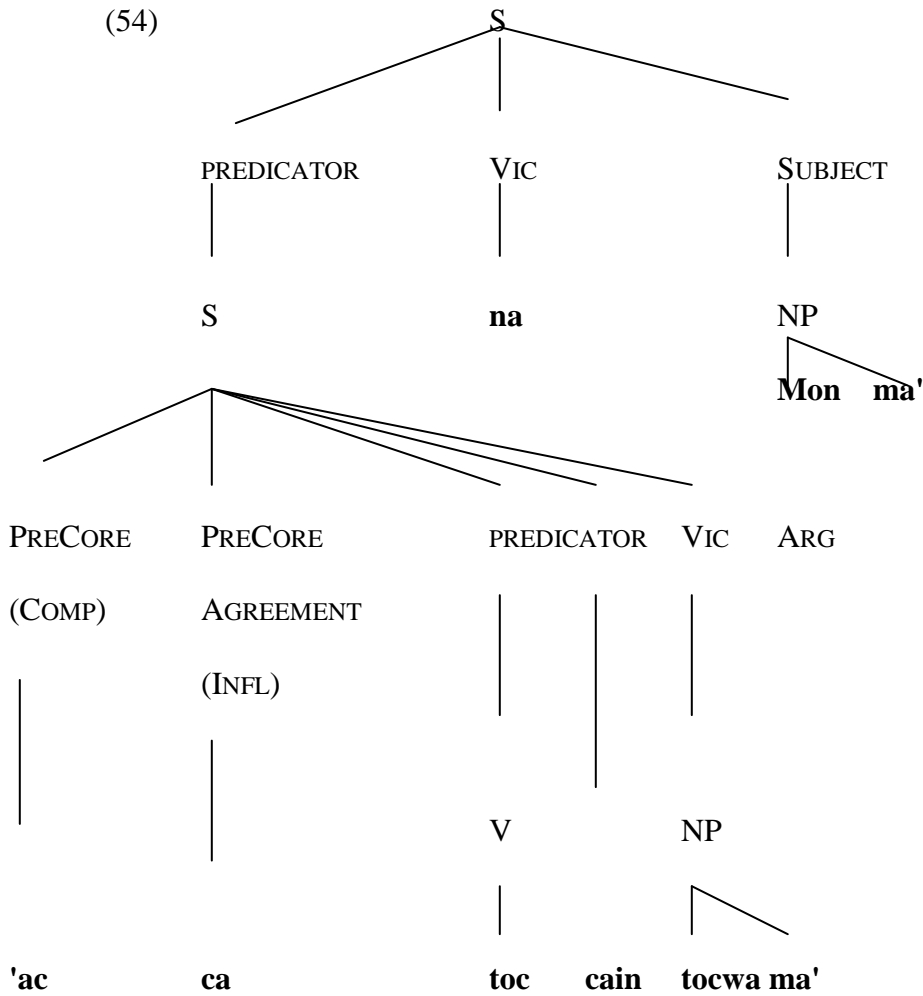 (54) S
PREDICATOR VIC SUBJECT
S na NP
Mon ma'
PRECORE PRECORE PREDICATOR VIC ARG
(COMP) AGREEMENT
(INFL)
V NP
'ac ca toc cain tocwa ma'